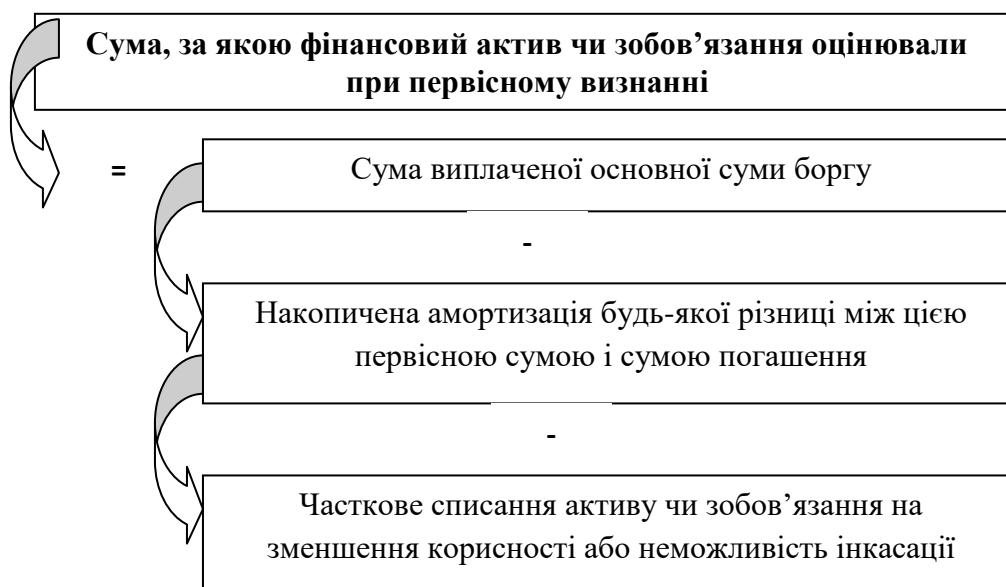 Сума, за якою фінансовий актив чи зобов’язання оцінювали
при первісному визнанні
=
Сума виплаченої основної суми боргу
-
Накопичена амортизація будь-якої різниці між цією
первісною сумою і сумою погашення
-
Часткове списання активу чи зобов’язання на
зменшення корисності або неможливість інкасації